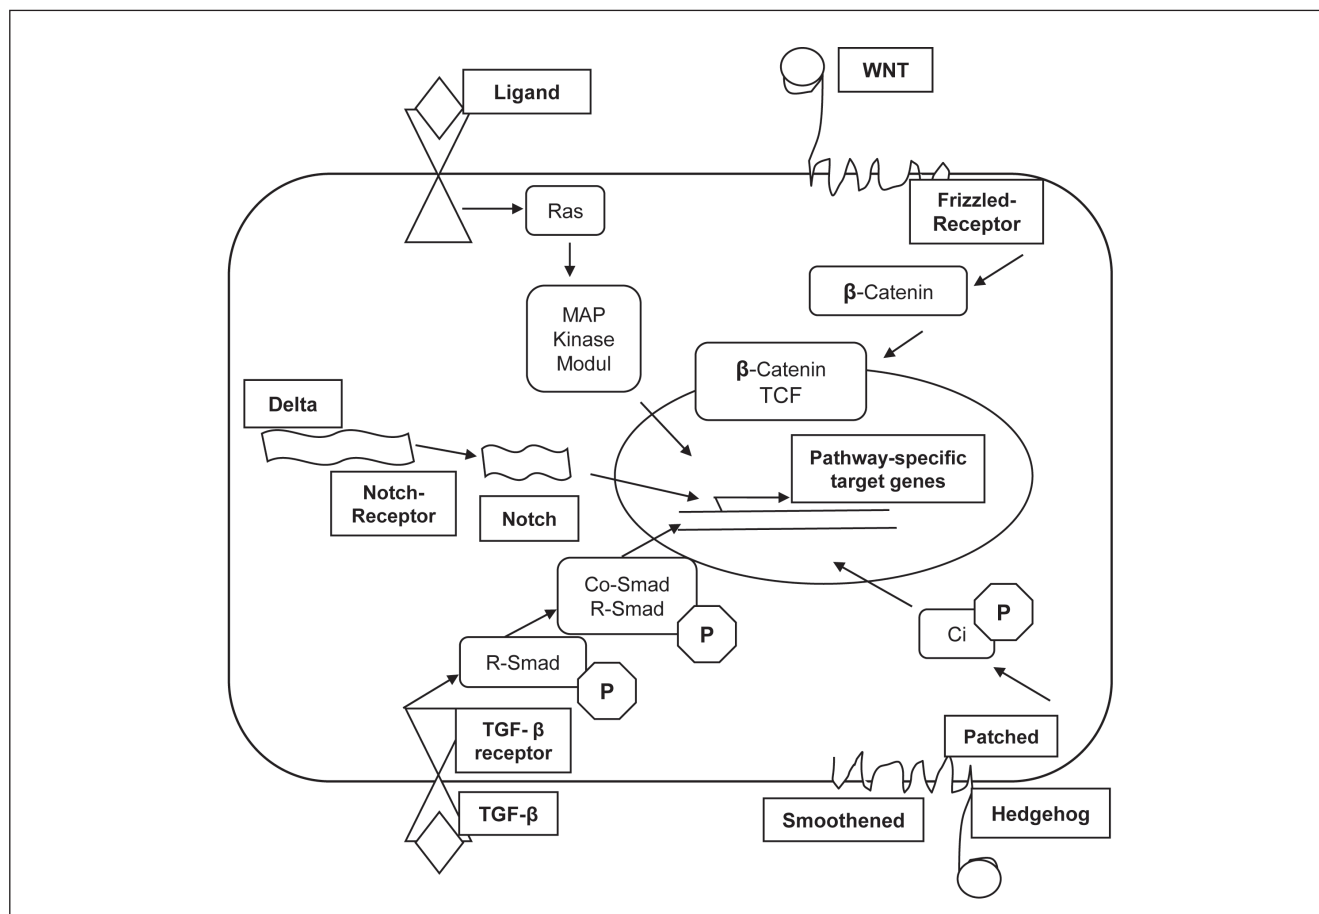 Ligand
WNT
Ras
Frizzled-
Receptor
β-Catenin
MAP
Kinase
Modul
β-Catenin
TCF
Delta
Notch-
Receptor
Notch
Pathway-specific
target genes
Co-Smad
R-Smad
P
R-Smad
P
Ci
P
TGF- β
receptor
TGF-β
Patched
Smoothened
Hedgehog